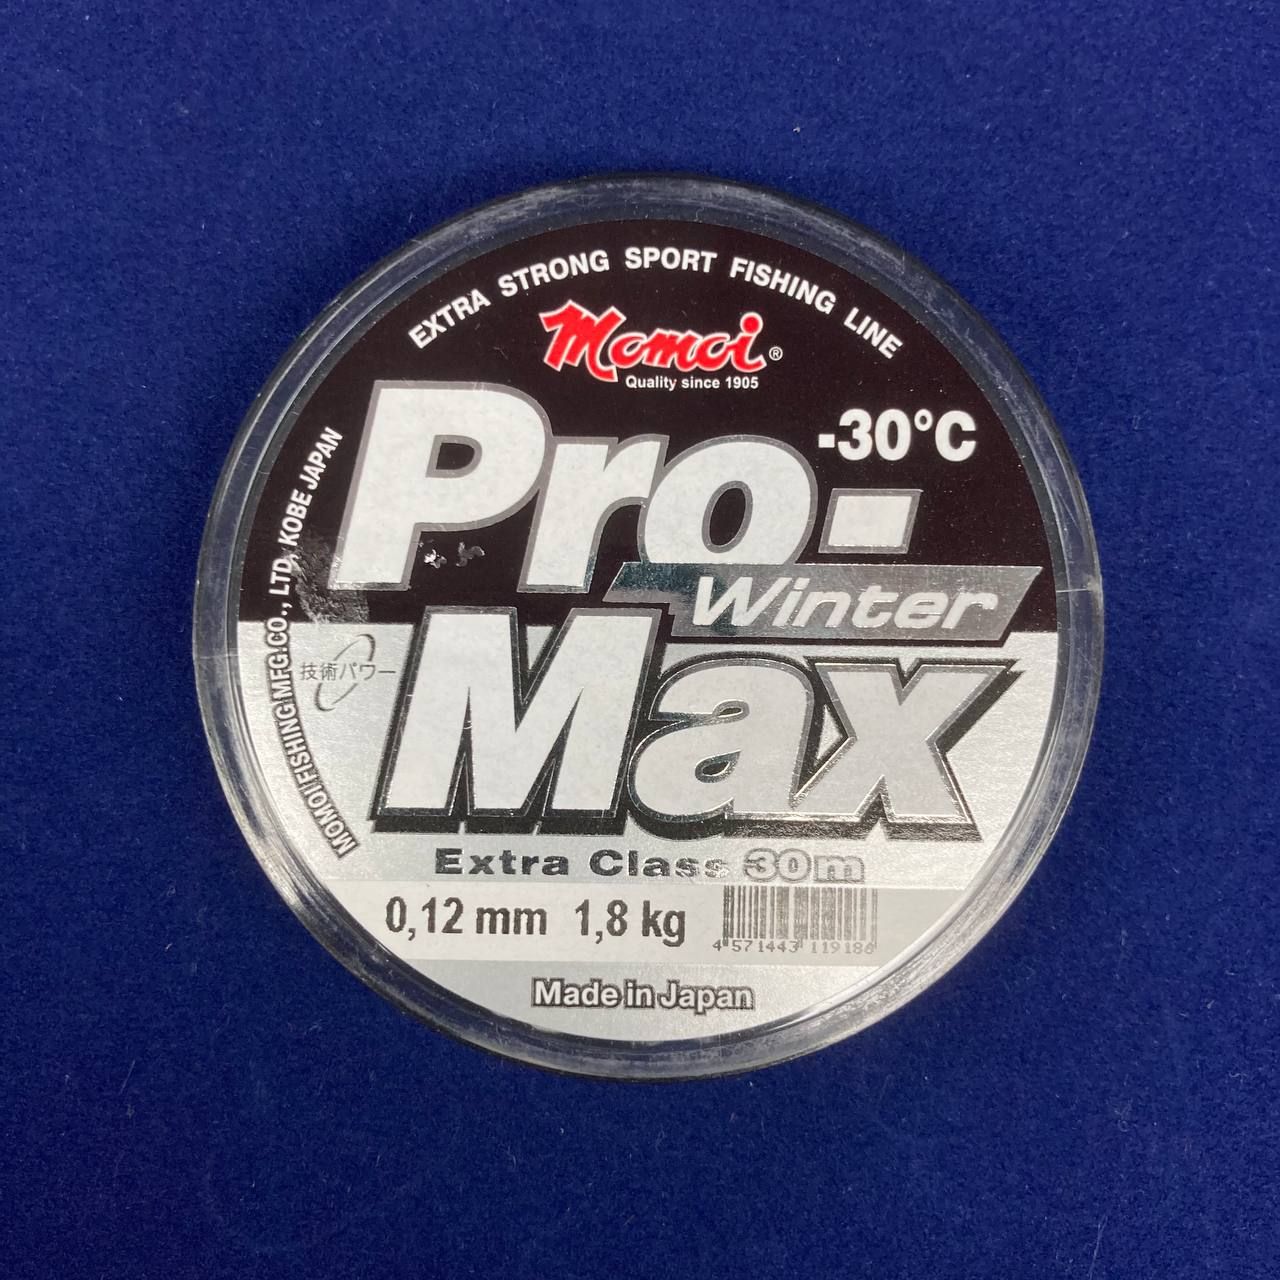 EXTRA STRONG SPORT FISHING LINE
Momoi®
Quality since 1905
-30°C
Pro-
Winter
Max
MOMOI FISHING MFG.CO., LTD, KOBE JAPAN
技術パワー
Extra Class 30m
0,12 mm 1,8 kg
4 571443 119186
Made in Japan